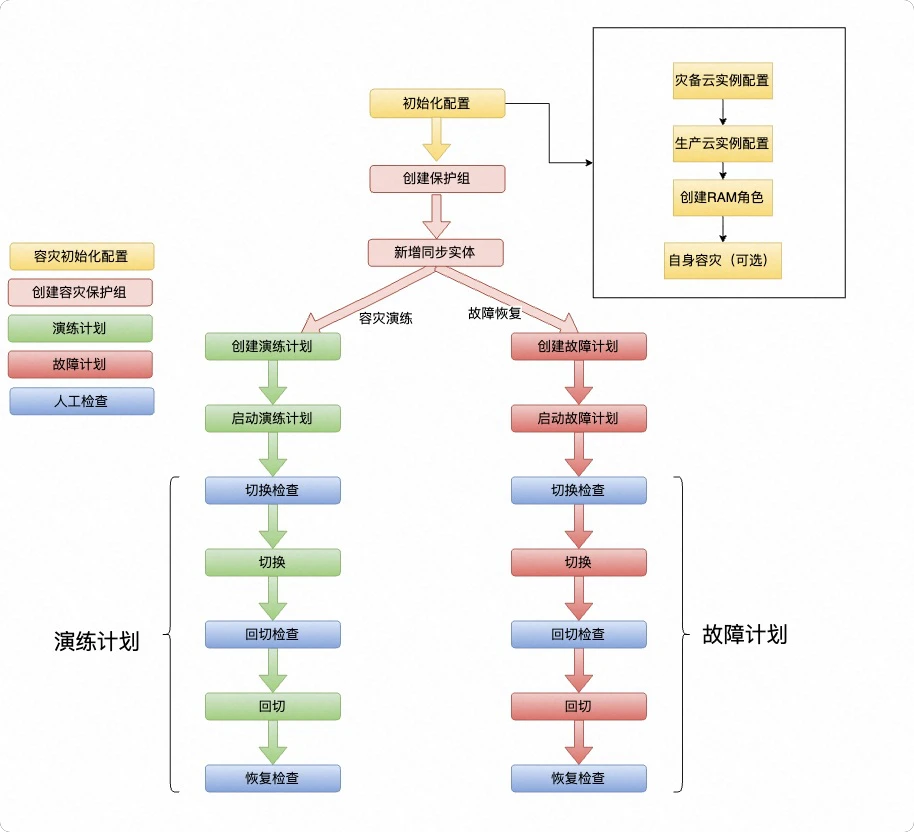 初始化配置
创建保护组
新增同步实体
灾备云实例配置
生产云实例配置
创建RAM角色
自身容灾（可选）
容灾初始化配置
创建容灾保护组
演练计划
故障计划
人工检查
容灾演练
故障恢复
创建演练计划
启动演练计划
切换检查
切换
回切检查
回切
恢复检查
演练计划
创建故障计划
启动故障计划
切换检查
切换
回切检查
回切
恢复检查
故障计划